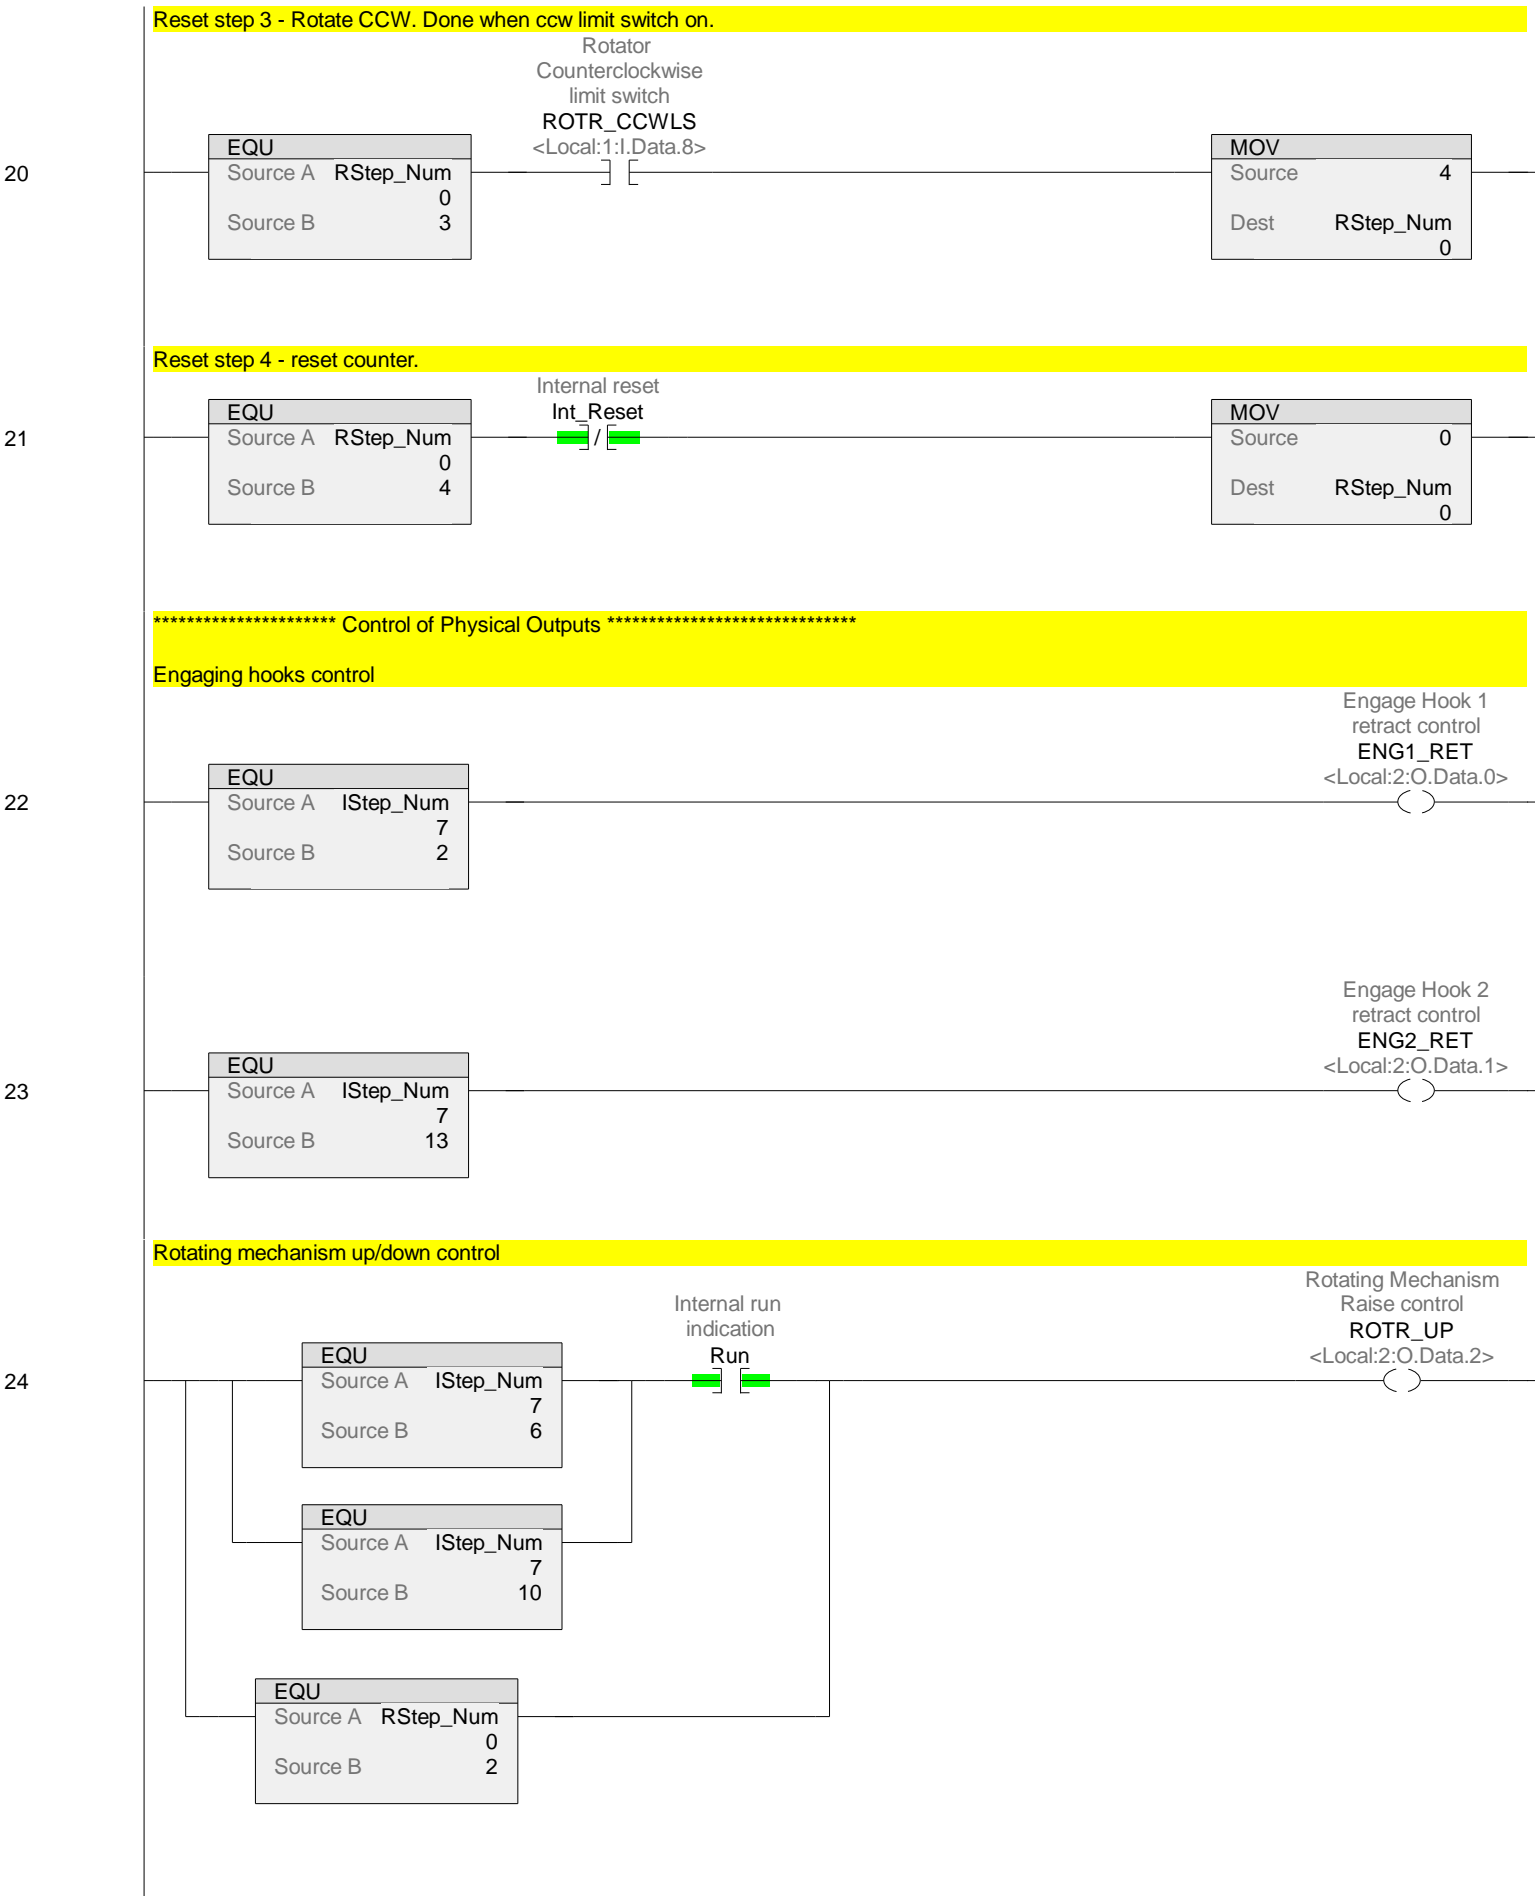 Reset step 3 - Rotate CCW. Done when ccw limit switch on.
Rotator
Counterclockwise
limit switch
ROTR_CCWLS
<Local:1:I.Data.8>
20
EQU
Source A RStep_Num
0
Source B 3
MOV
Source 4
Dest RStep_Num
0
Reset step 4 - reset counter.
Internal reset
Int_Reset
21
EQU
Source A RStep_Num
0
Source B 4
/
MOV
Source 0
Dest RStep_Num
0
********************** Control of Physical Outputs ******************************
Engaging hooks control
Engage Hook 1
retract control
ENG1_RET
<Local:2:O.Data.0>
22
EQU
Source A IStep_Num
7
Source B 2
Engage Hook 2
retract control
ENG2_RET
<Local:2:O.Data.1>
23
EQU
Source A IStep_Num
7
Source B 13
Rotating mechanism up/down control
Rotating Mechanism
Raise control
ROTR_UP
<Local:2:O.Data.2>
Internal run
indication
Run
24
EQU
Source A IStep_Num
7
Source B 6
EQU
Source A IStep_Num
7
Source B 10
EQU
Source A RStep_Num
0
Source B 2